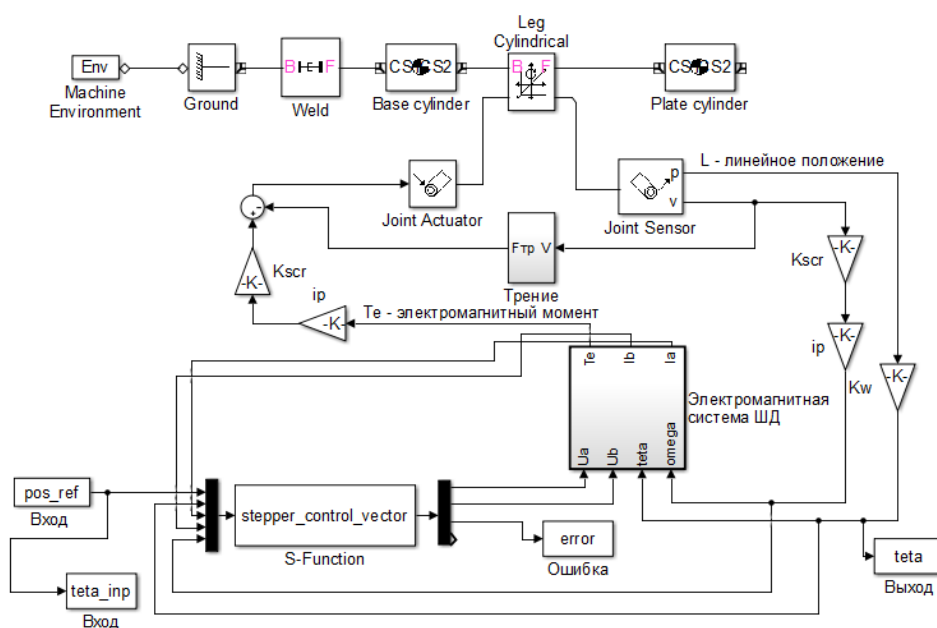 Leg
Cylindrical
Env
B
F
CS
CS2
B
F
CS
CS2
Machine
Environment
Ground
Weld
Base cylinder
Plate cylinder
L - линейное положение
p
v
Joint Actuator
Joint Sensor
Fтр V
Трение
Kscr
-K-
Kscr
-K-
ip
-K-
Te - электромагнитный момент
-K-
ip
Kw
-K-
Te
Ib
Ia
Ua
Ub
teta
omega
Электромагнитная
система ШД
pos_ref
Вход
stepper_control_vector
S-Function
error
Ошибка
teta
Выход
teta_inp
Вход